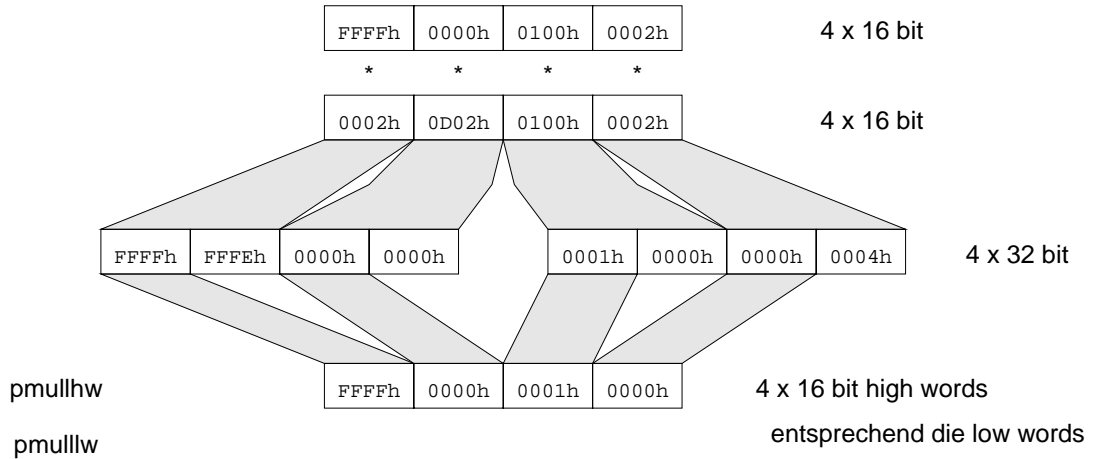 FFFFh 0000h 0100h 0002h 4 x 16 bit
* * * *
0002h 0D02h 0100h 0002h 4 x 16 bit
FFFFh FFFEh 0000h 0000h 0001h 0000h 0000h 0004h 4 x 32 bit
pmullhw FFFFh 0000h 0001h 0000h 4 x 16 bit high words
pmulllw entsprechend die low words